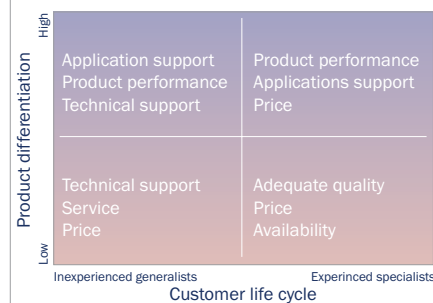 High
Product differentiation
Low
Application support
Product performance
Technical support
Product performance
Applications support
Price
Technical support
Service
Price
Adequate quality
Price
Availability
Inexperienced generalists
Experinced specialists
Customer life cycle